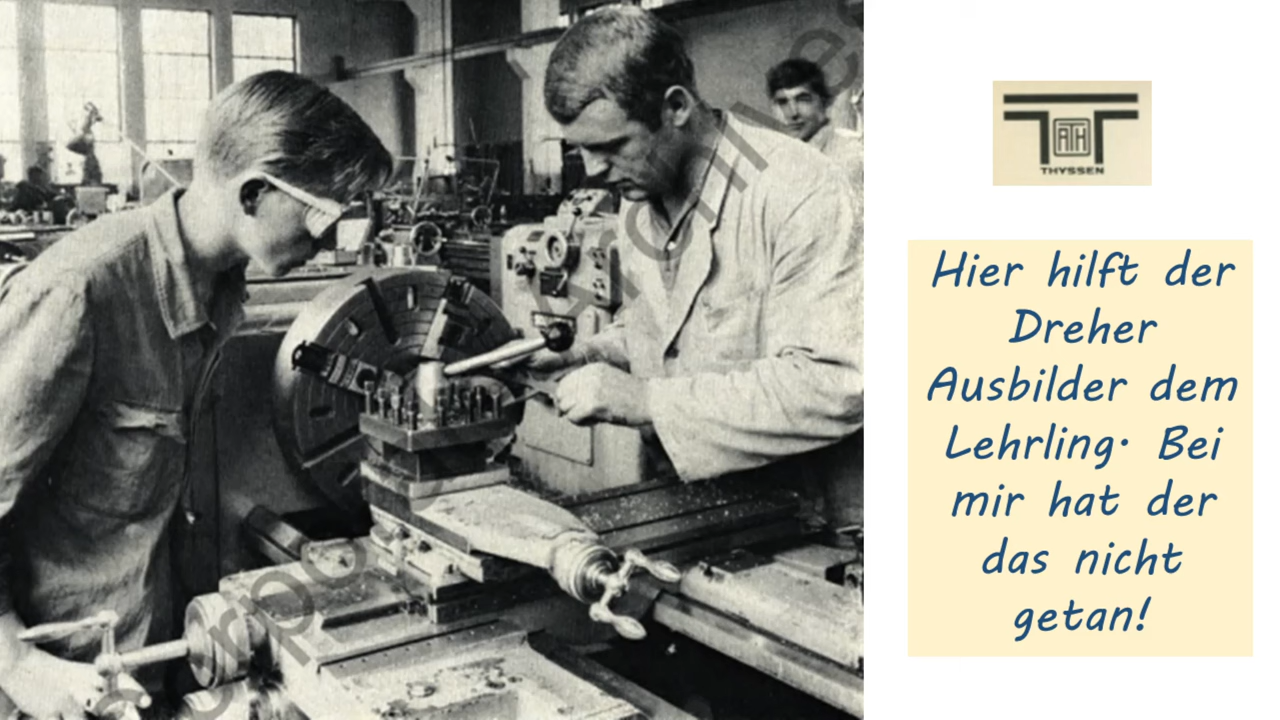 ATH
THYSSEN
Hier hilft der
Dreher
Ausbilder dem
Lehrling. Bei
mir hat der
das nicht
getan!